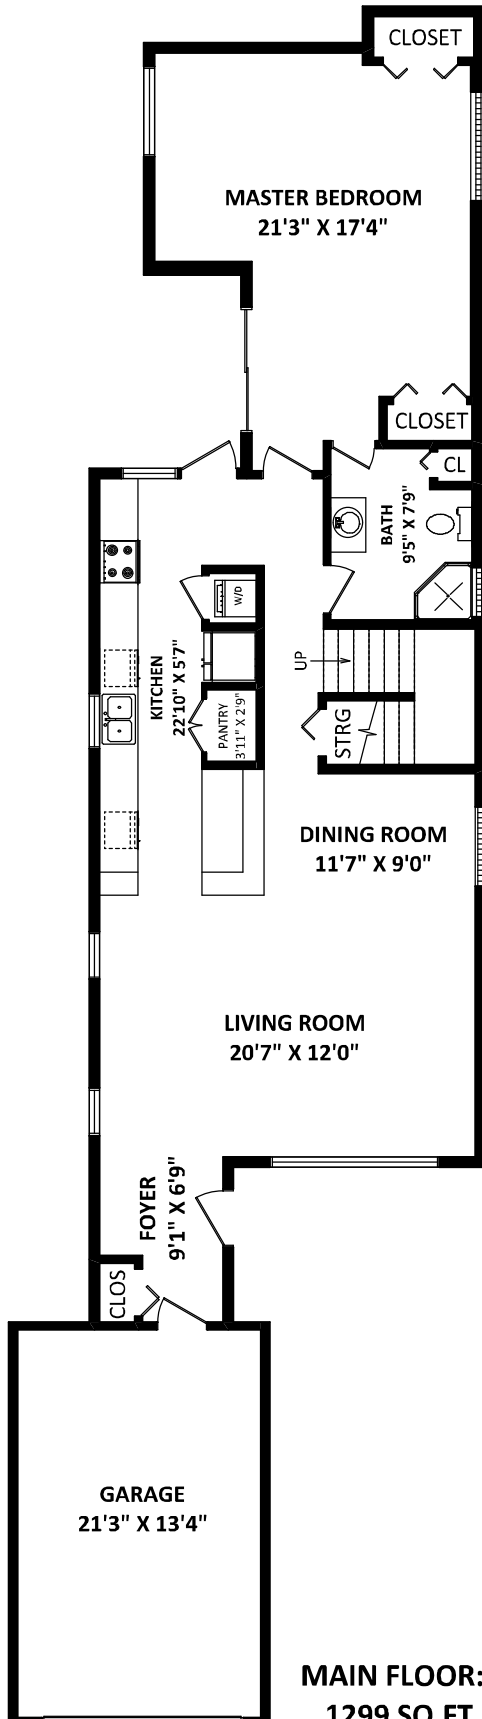 CLOSET
MASTER BEDROOM
21'3" X 17'4"
CLOSET
CL
BATH
9'5" X 7'9"
W/D
KITCHEN
22'10" X 5'7"
UP
PANTRY
3'11" X 2'9"
STRG
DINING ROOM
11'7" X 9'0"
LIVING ROOM
20'7" X 12'0"
FOYER
9'1" X 6'9"
CLOS
GARAGE
21'3" X 13'4"
MAIN FLOOR:
1299 SQ FT